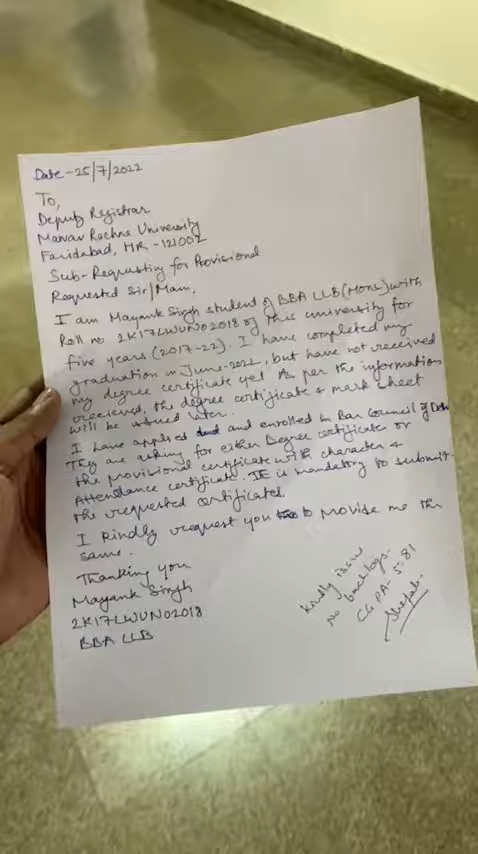 Date - 25/7/2022
To,
Deputy Registrar
Manav Rachna University
Faridabad, HR - 121002
Sub - Requesting for Provisional
Requested Sir/Mam,
I am Mayank Singh student of BBA LLB (Hons) with
Roll no 2K17LWUN02018 of this university for
five years (2017-22). I have completed my
graduation in June-2022, but have not received
my degree certificate yet. As per the information
recieved, the degree certificate & mark sheet
will be issued later.
I have applied and enrolled in Bar Council of
They are asking for either Degree certificate or
the provisional certificate with character &
Attendance certificate. It is mandatory to submit
the requested certificates.
I kindly request you to provide me the
same.
Thanking you
Mayank Singh
2K17LWUN02018
BBA LLB
Kindly issue
no backlogs.
CGPA - 5.81